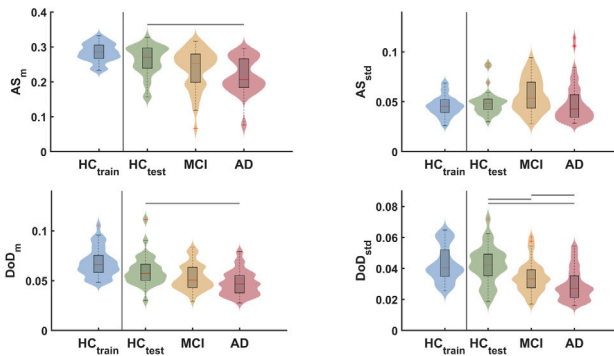 0.4
0.3
0.2
0.1
0
AS_m
HC_train HC_test MCI AD
0.1
0.05
0
AS_std
HC_train HC_test MCI AD
0.1
0.05
0
DoD_m
HC_train HC_test MCI AD
0.08
0.06
0.04
0.02
0
DoD_std
HC_train HC_test MCI AD